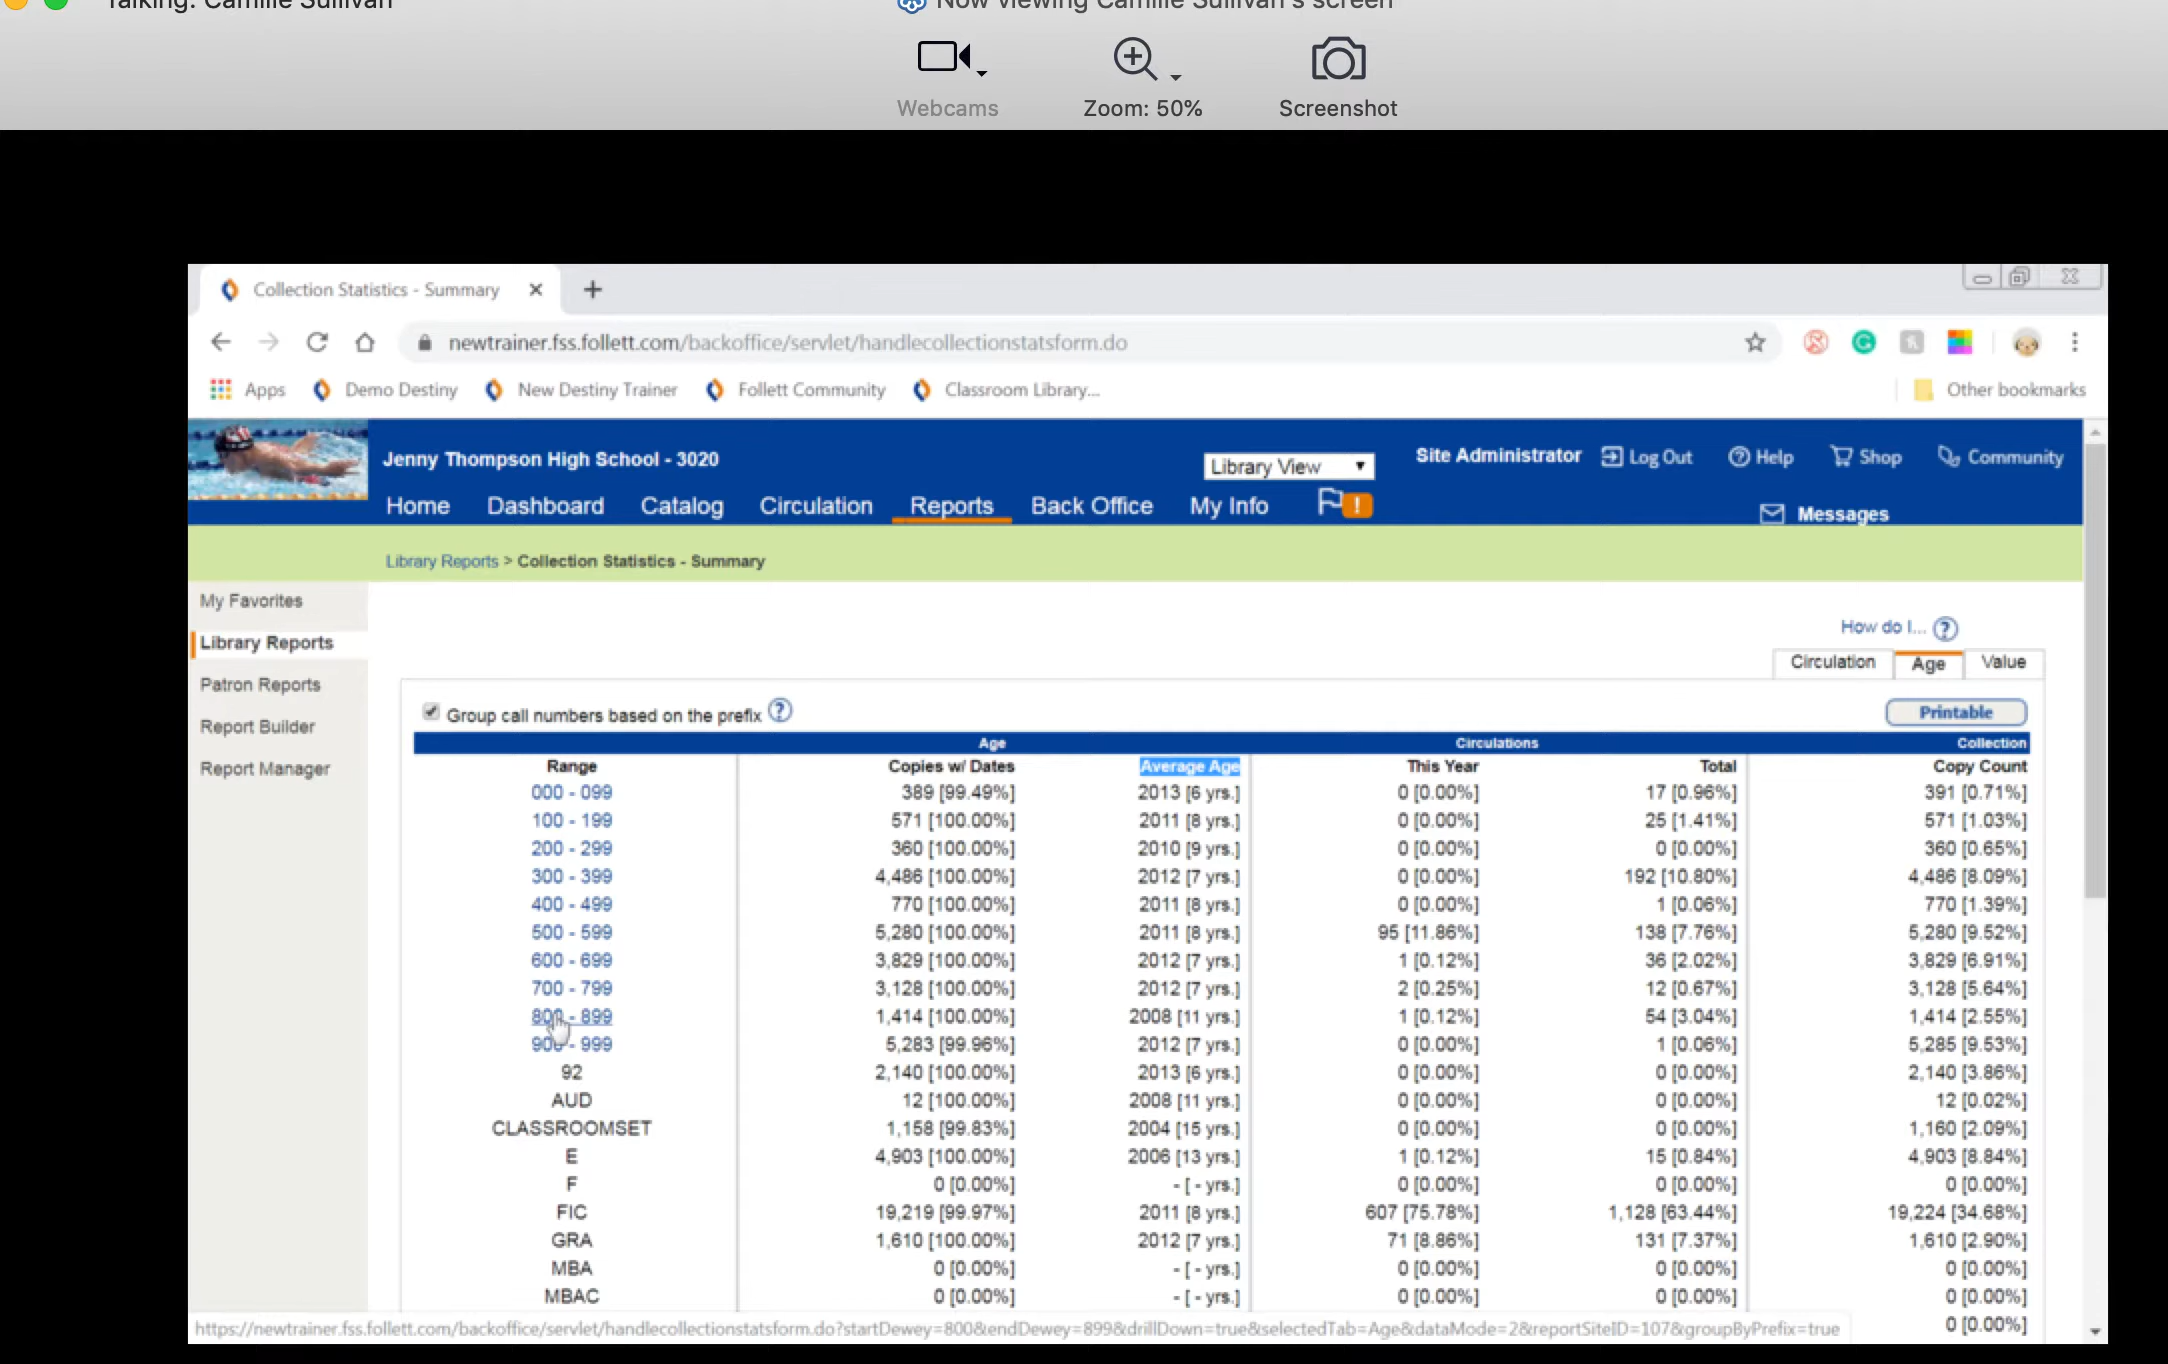 Talking: Camille Sullivan
Now viewing Camille Sullivan's screen
Webcams Zoom: 50% Screenshot
Collection Statistics - Summary
newtrainer.fss.follett.com/backoffice/servlet/handlecollectionstatsform.do
Apps Demo Destiny New Destiny Trainer Follett Community Classroom Library... Other bookmarks
Jenny Thompson High School - 3020 Library View Site Administrator Log Out Help Shop Community
Home Dashboard Catalog Circulation Reports Back Office My Info ! Messages
Library Reports > Collection Statistics - Summary
My Favorites
Library Reports
Patron Reports
Report Builder
Report Manager
How do I... ?
Circulation Age Value
Group call numbers based on the prefix ? Printable
Age Circulations Collection
Range Copies w/ Dates Average Age This Year Total Copy Count
000 - 099 389 [99.49%] 2013 [6 yrs.] 0 [0.00%] 17 [0.96%] 391 [0.71%]
100 - 199 571 [100.00%] 2011 [8 yrs.] 0 [0.00%] 25 [1.41%] 571 [1.03%]
200 - 299 360 [100.00%] 2010 [9 yrs.] 0 [0.00%] 0 [0.00%] 360 [0.65%]
300 - 399 4,486 [100.00%] 2012 [7 yrs.] 0 [0.00%] 192 [10.80%] 4,486 [8.09%]
400 - 499 770 [100.00%] 2011 [8 yrs.] 0 [0.00%] 1 [0.06%] 770 [1.39%]
500 - 599 5,280 [100.00%] 2011 [8 yrs.] 95 [11.86%] 138 [7.76%] 5,280 [9.52%]
600 - 699 3,829 [100.00%] 2012 [7 yrs.] 1 [0.12%] 36 [2.02%] 3,829 [6.91%]
700 - 799 3,128 [100.00%] 2012 [7 yrs.] 2 [0.25%] 12 [0.67%] 3,128 [5.64%]
800 - 899 1,414 [100.00%] 2008 [11 yrs.] 1 [0.12%] 54 [3.04%] 1,414 [2.55%]
900 - 999 5,283 [99.96%] 2012 [7 yrs.] 0 [0.00%] 1 [0.06%] 5,285 [9.53%]
92 2,140 [100.00%] 2013 [6 yrs.] 0 [0.00%] 0 [0.00%] 2,140 [3.86%]
AUD 12 [100.00%] 2008 [11 yrs.] 0 [0.00%] 0 [0.00%] 12 [0.02%]
CLASSROOMSET 1,158 [99.83%] 2004 [15 yrs.] 0 [0.00%] 0 [0.00%] 1,160 [2.09%]
E 4,903 [100.00%] 2006 [13 yrs.] 1 [0.12%] 15 [0.84%] 4,903 [8.84%]
F 0 [0.00%] - [ - yrs.] 0 [0.00%] 0 [0.00%] 0 [0.00%]
FIC 19,219 [99.97%] 2011 [8 yrs.] 607 [75.78%] 1,128 [63.44%] 19,224 [34.68%]
GRA 1,610 [100.00%] 2012 [7 yrs.] 71 [8.86%] 131 [7.37%] 1,610 [2.90%]
MBA 0 [0.00%] - [ - yrs.] 0 [0.00%] 0 [0.00%] 0 [0.00%]
MBAC 0 [0.00%] - [ - yrs.] 0 [0.00%] 0 [0.00%] 0 [0.00%]
0 [0.00%]
https://newtrainer.fss.follett.com/backoffice/servlet/handlecollectionstatsform.do?startDewey=800&endDewey=899&drillDown=true&selectedTab=Age&dataMode=2&reportSiteID=107&groupByPrefix=true